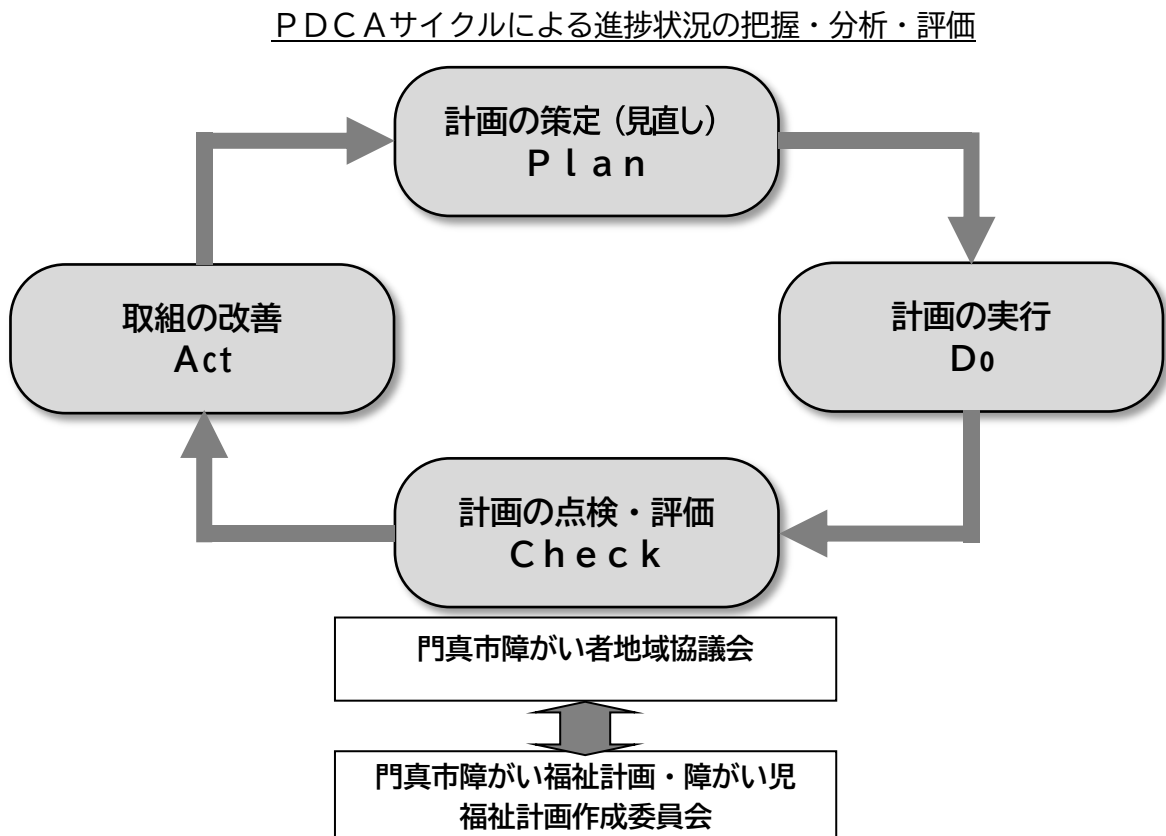 ＰＤＣＡサイクルによる進捗状況の把握・分析・評価
計画の策定（見直し）
Ｐｌａｎ
取組の改善
Ａct
計画の実行
Ｄo
計画の点検・評価
Ｃｈｅｃｋ
門真市障がい者地域協議会
門真市障がい福祉計画・障がい児
福祉計画作成委員会